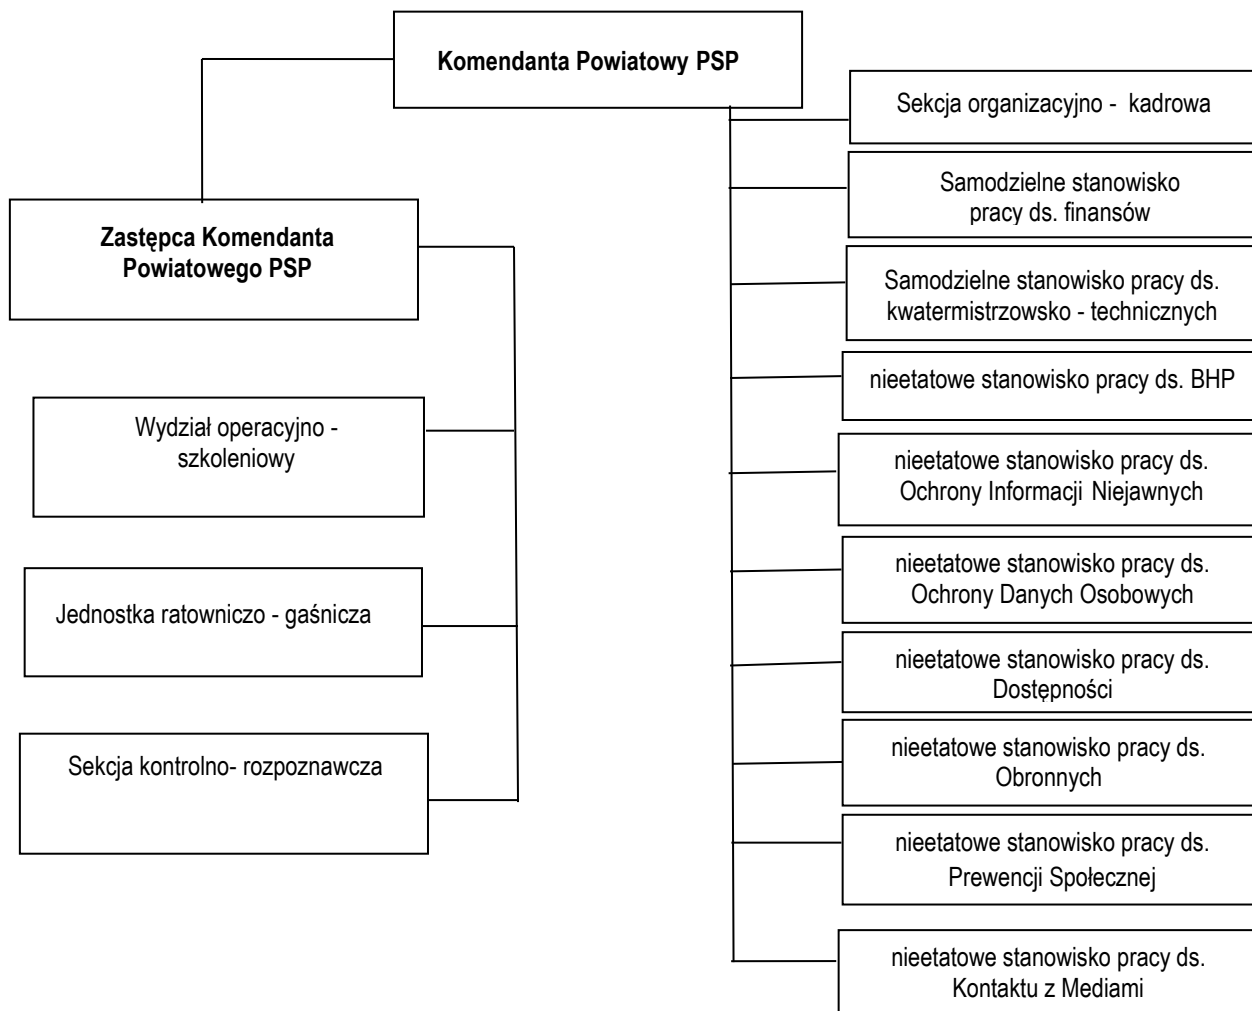 Komendanta Powiatowy PSP
Zastępca Komendanta
Powiatowego PSP
Wydział operacyjno -
szkoleniowy
Jednostka ratowniczo - gaśnicza
Sekcja kontrolno- rozpoznawcza
Sekcja organizacyjno - kadrowa
Samodzielne stanowisko
pracy ds. finansów
Samodzielne stanowisko pracy ds.
kwatermistrzowsko - technicznych
nieetatowe stanowisko pracy ds. BHP
nieetatowe stanowisko pracy ds.
Ochrony Informacji Niejawnych
nieetatowe stanowisko pracy ds.
Ochrony Danych Osobowych
nieetatowe stanowisko pracy ds.
Dostępności
nieetatowe stanowisko pracy ds.
Obronnych
nieetatowe stanowisko pracy ds.
Prewencji Społecznej
nieetatowe stanowisko pracy ds.
Kontaktu z Mediami